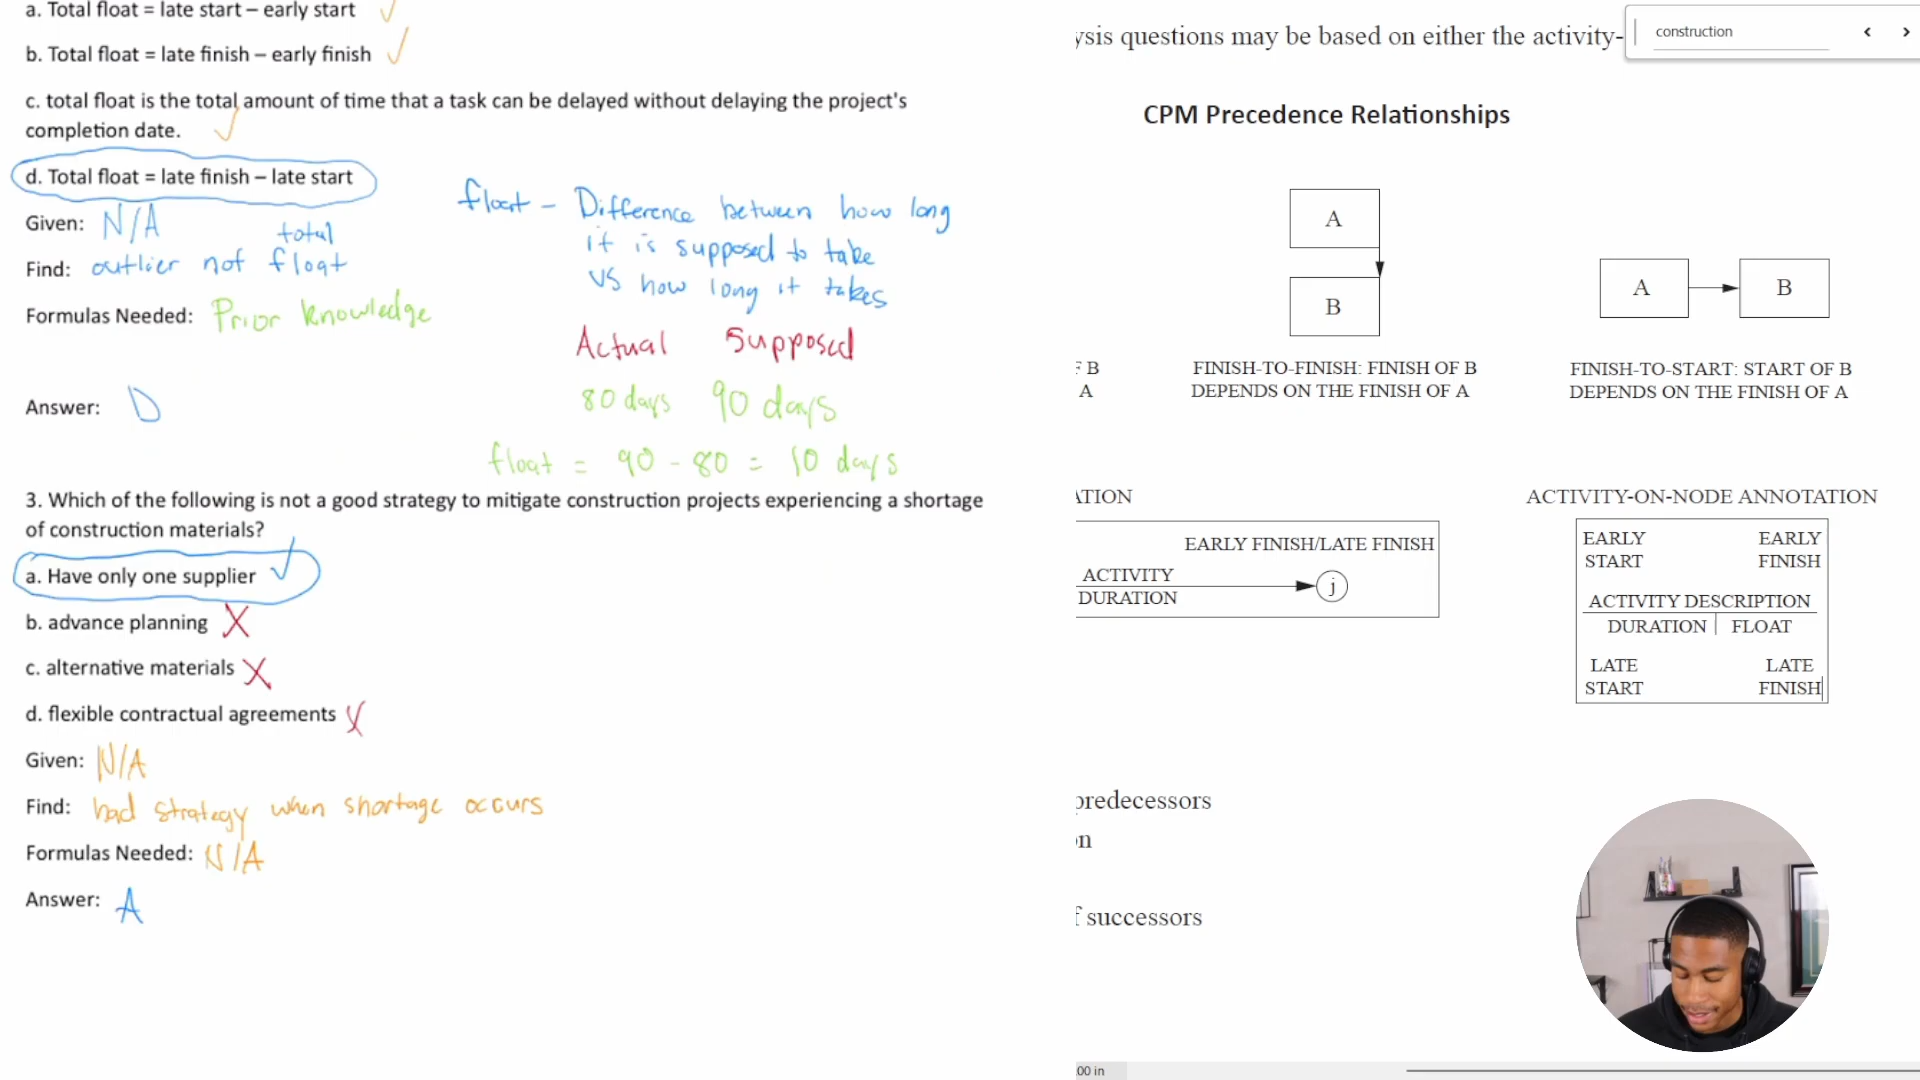 a. Total float = late start – early start
b. Total float = late finish – early finish
c. total float is the total amount of time that a task can be delayed without delaying the project's
completion date.
d. Total float = late finish – late start
Given: N/A
Find: outlier not total float
Formulas Needed: Prior knowledge
Answer: D
float - Difference between how long
it is supposed to take
vs how long it takes
Actual Supposed
80 days 90 days
float = 90 - 80 = 10 days
3. Which of the following is not a good strategy to mitigate construction projects experiencing a shortage
of construction materials?
a. Have only one supplier
b. advance planning
c. alternative materials
d. flexible contractual agreements
Given: N/A
Find: bad strategy when shortage occurs
Formulas Needed: N/A
Answer: A
ysis questions may be based on either the activity-
construction
CPM Precedence Relationships
A
B
A
B
F B
A
FINISH-TO-FINISH: FINISH OF B
DEPENDS ON THE FINISH OF A
FINISH-TO-START: START OF B
DEPENDS ON THE FINISH OF A
ATION
EARLY FINISH/LATE FINISH
ACTIVITY
DURATION
j
ACTIVITY-ON-NODE ANNOTATION
EARLY START
EARLY FINISH
ACTIVITY DESCRIPTION
DURATION FLOAT
LATE START
LATE FINISH
predecessors
on
f successors
00 in